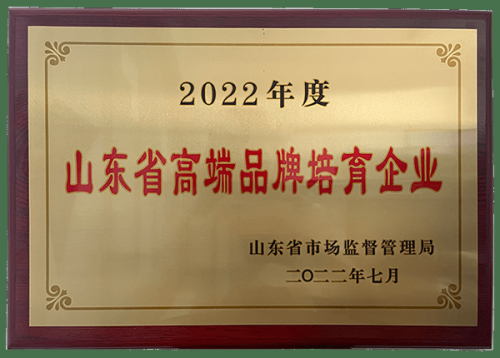 2022年度
山东省高端品牌培育企业
山东省市场监督管理局
二〇二二年七月